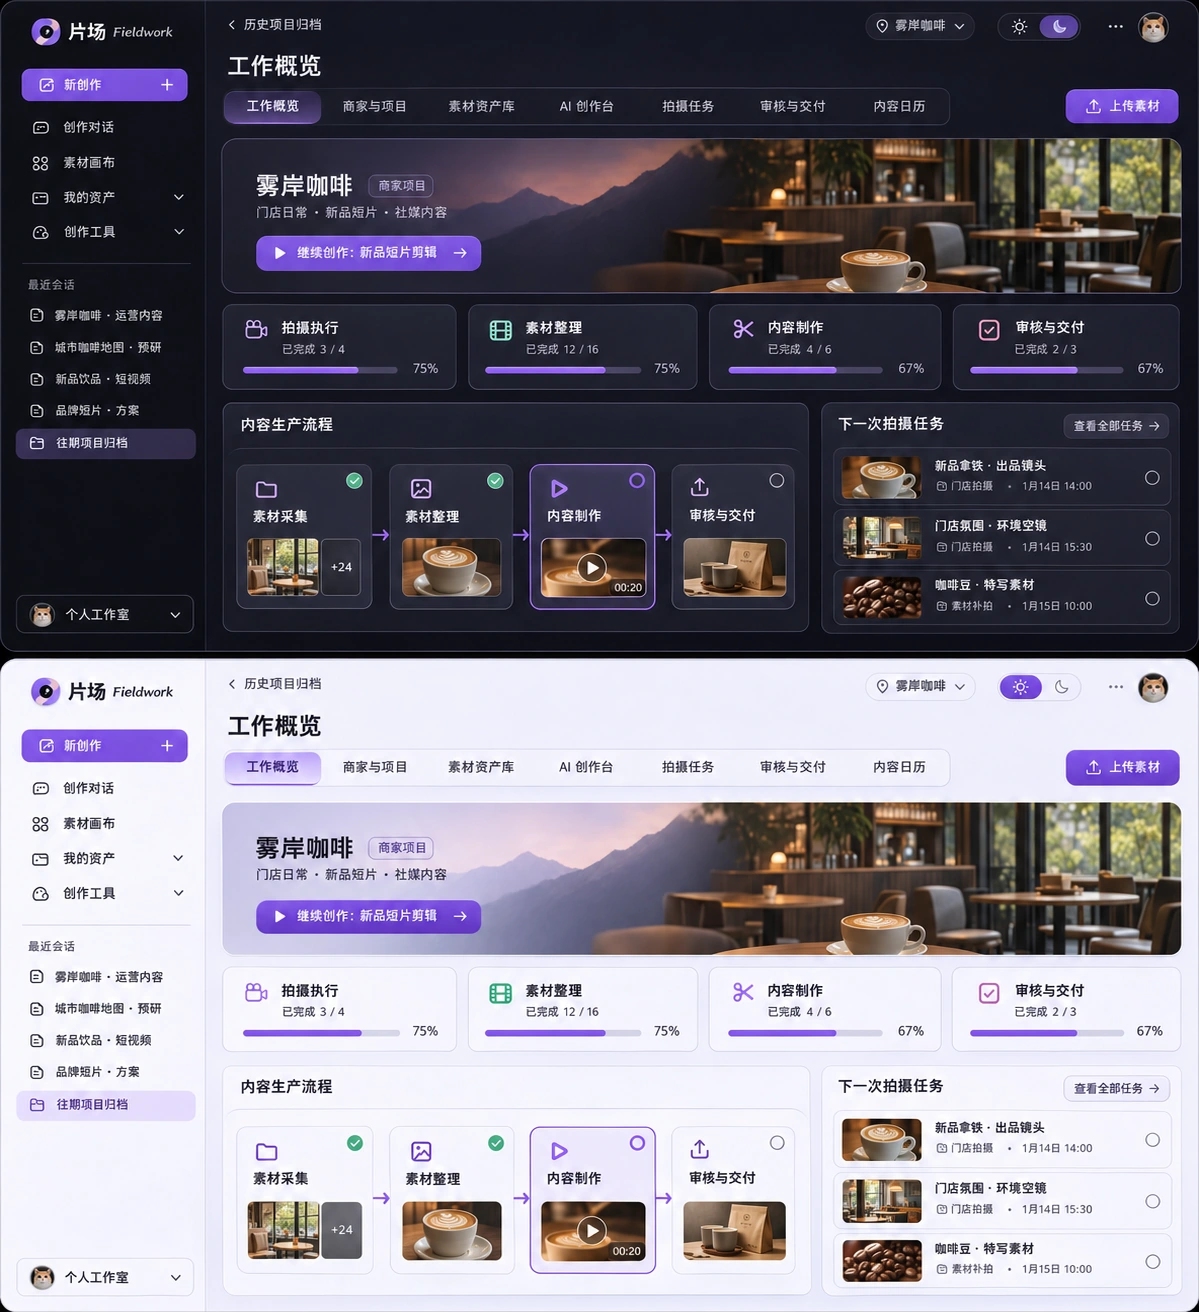 片场 Fieldwork
新创作
创作对话
素材画布
我的资产
创作工具
最近会话
雾岸咖啡·运营内容
城市咖啡地图·预研
新品饮品·短视频
品牌短片·方案
往期项目归档
个人工作室
历史项目归档
雾岸咖啡
工作概览
工作概览 商家与项目 素材资产库 AI 创作台 拍摄任务 审核与交付 内容日历
上传素材
雾岸咖啡 商家项目
门店日常 · 新品短片 · 社媒内容
继续创作：新品短片剪辑
拍摄执行
已完成 3 / 4
75%
素材整理
已完成 12 / 16
75%
内容制作
已完成 4 / 6
67%
审核与交付
已完成 2 / 3
67%
内容生产流程
素材采集
+24
素材整理
内容制作
00:20
审核与交付
下一次拍摄任务
查看全部任务 →
新品拿铁 · 出品镜头
门店拍摄 • 1月14日 14:00
门店氛围 · 环境空镜
门店拍摄 • 1月14日 15:30
咖啡豆 · 特写素材
素材补拍 • 1月15日 10:00
片场 Fieldwork
新创作
创作对话
素材画布
我的资产
创作工具
最近会话
雾岸咖啡·运营内容
城市咖啡地图·预研
新品饮品·短视频
品牌短片·方案
往期项目归档
个人工作室
历史项目归档
雾岸咖啡
工作概览
工作概览 商家与项目 素材资产库 AI 创作台 拍摄任务 审核与交付 内容日历
上传素材
雾岸咖啡 商家项目
门店日常 · 新品短片 · 社媒内容
继续创作：新品短片剪辑
拍摄执行
已完成 3 / 4
75%
素材整理
已完成 12 / 16
75%
内容制作
已完成 4 / 6
67%
审核与交付
已完成 2 / 3
67%
内容生产流程
素材采集
+24
素材整理
内容制作
00:20
审核与交付
下一次拍摄任务
查看全部任务 →
新品拿铁 · 出品镜头
门店拍摄 • 1月14日 14:00
门店氛围 · 环境空镜
门店拍摄 • 1月14日 15:30
咖啡豆 · 特写素材
素材补拍 • 1月15日 10:00